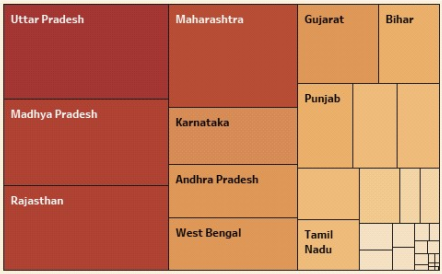 Uttar Pradesh
Maharashtra
Gujarat
Bihar
Madhya Pradesh
Punjab
Karnataka
Andhra Pradesh
Rajasthan
West Bengal
Tamil
Nadu